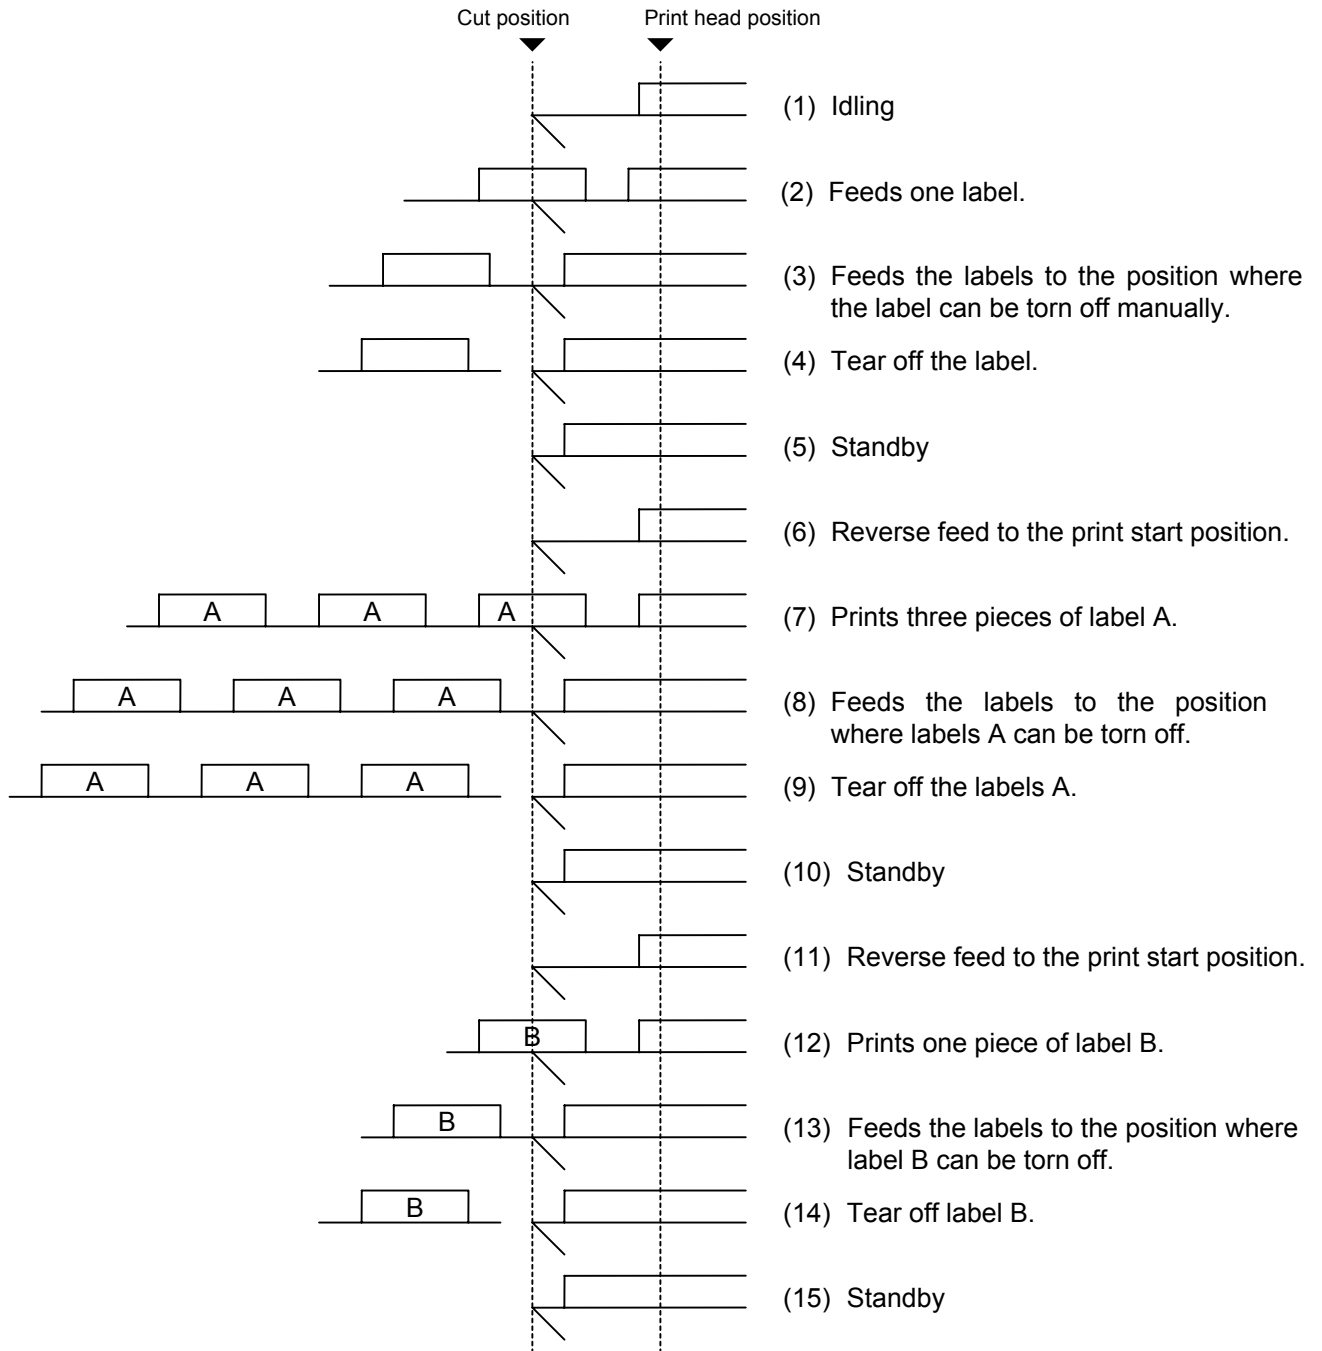 Cut position Print head position
(1) Idling
(2) Feeds one label.
(3) Feeds the labels to the position where
the label can be torn off manually.
(4) Tear off the label.
(5) Standby
(6) Reverse feed to the print start position.
A A A (7) Prints three pieces of label A.
A A A (8) Feeds the labels to the position
where labels A can be torn off.
A A A (9) Tear off the labels A.
(10) Standby
(11) Reverse feed to the print start position.
B (12) Prints one piece of label B.
B (13) Feeds the labels to the position where
label B can be torn off.
B (14) Tear off label B.
(15) Standby